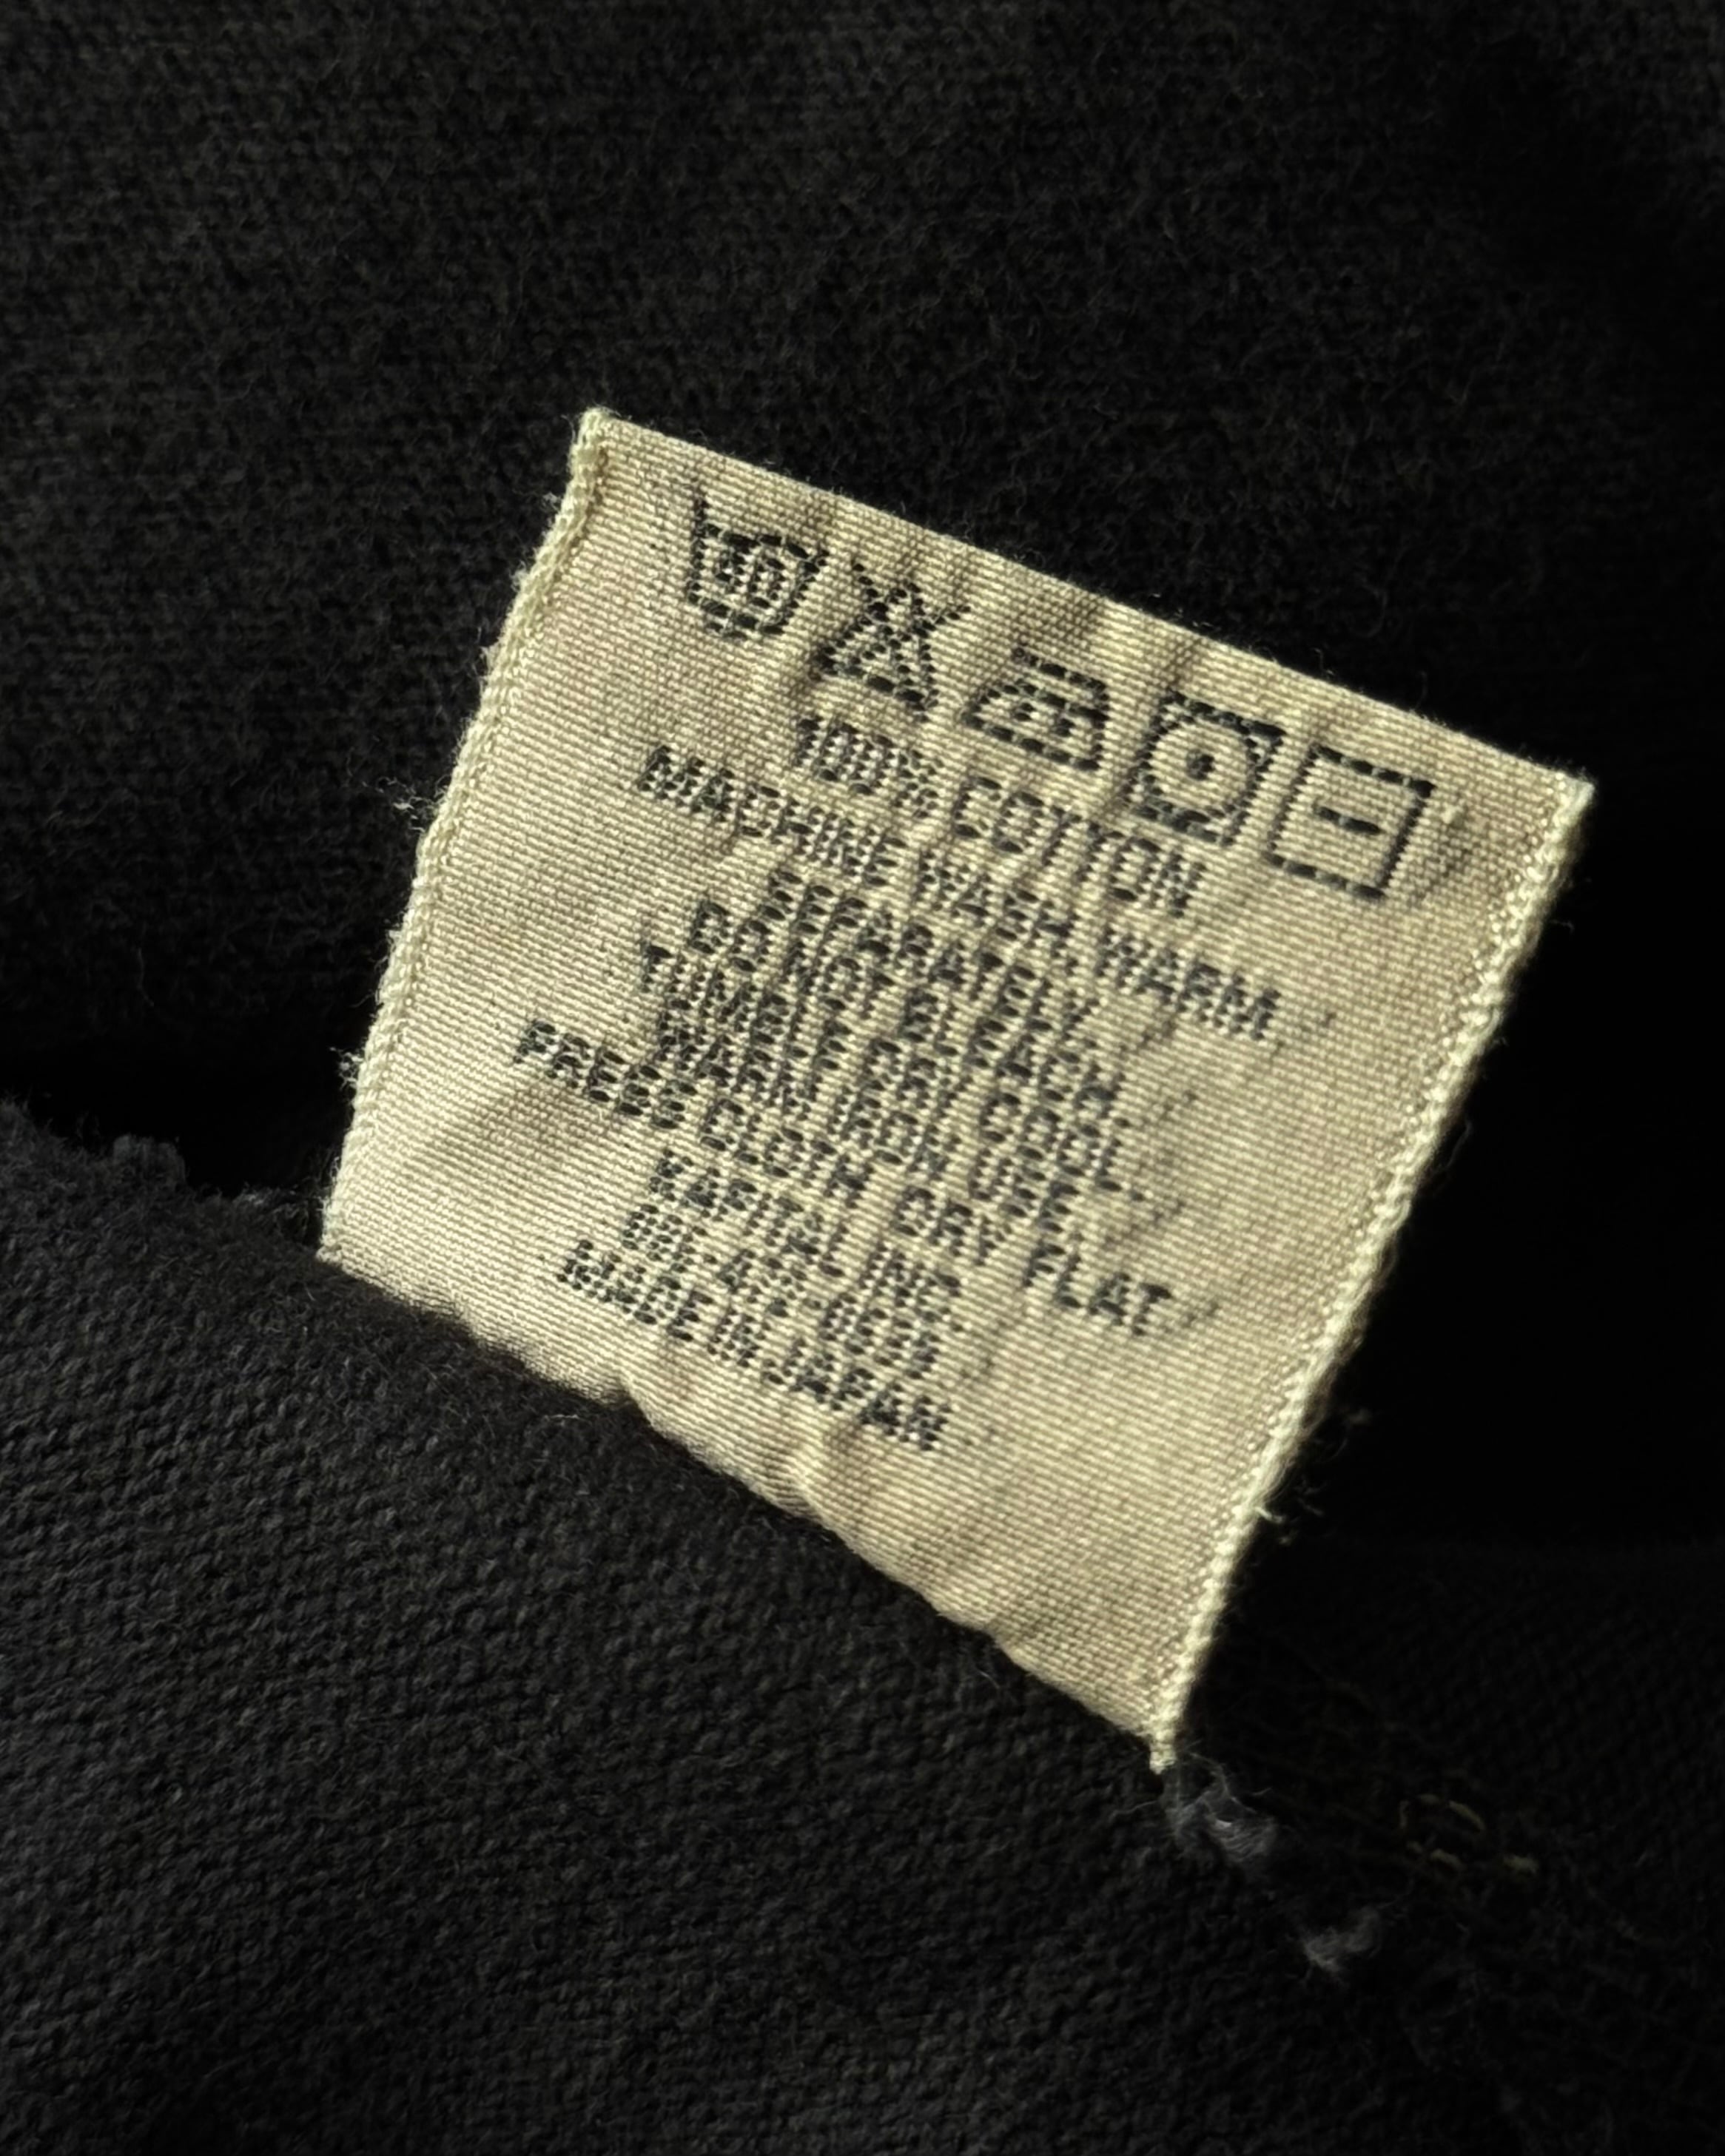 30
100% COTTON
MACHINE WASH, WARM
SEPARATELY.
DO NOT BLEACH.
TUMBLE DRY COOL.
WARM IRON USE.
PRESS CLOTH DRY FLAT
KAPITAL INC.
MADE IN JAPAN